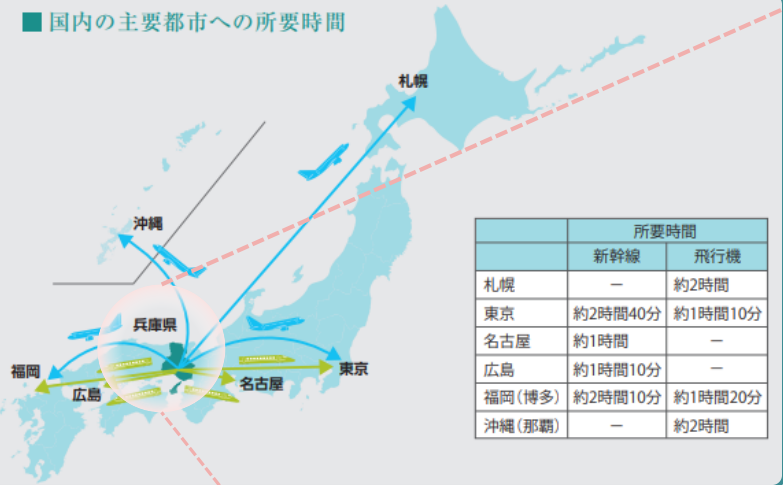 ■ 国内の主要都市への所要時間
札幌
沖縄
兵庫県
福岡
広島
名古屋
東京
所要時間
新幹線 飛行機
札幌 － 約2時間
東京 約2時間40分 約1時間10分
名古屋 約1時間 －
広島 約1時間10分 －
福岡（博多） 約2時間10分 約1時間20分
沖縄（那覇） － 約2時間